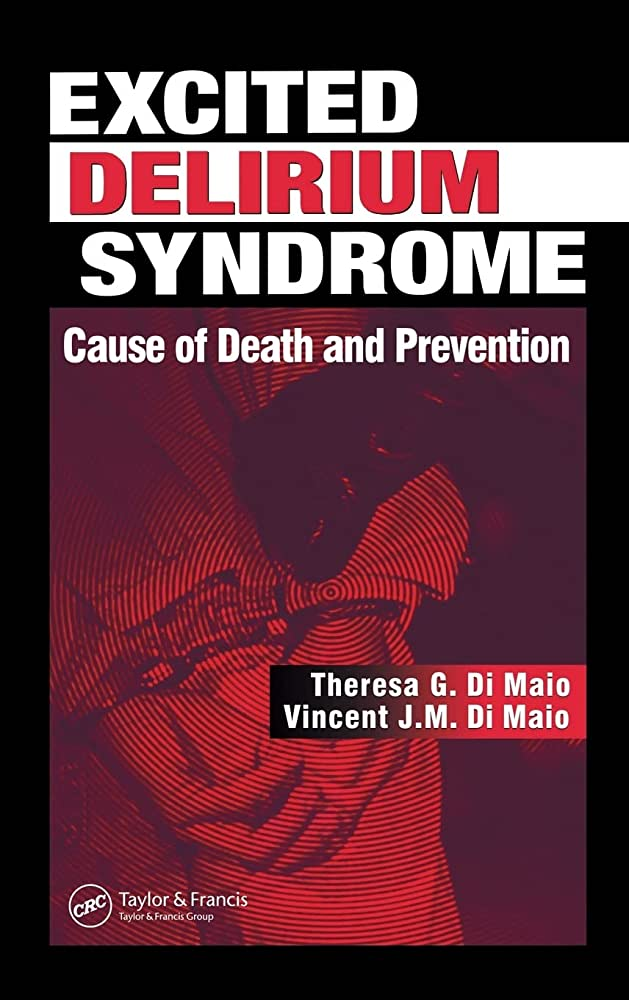 EXCITED
DELIRIUM
SYNDROME
Cause of Death and Prevention
Theresa G. Di Maio
Vincent J.M. Di Maio
CRC
Taylor & Francis
Taylor & Francis Group